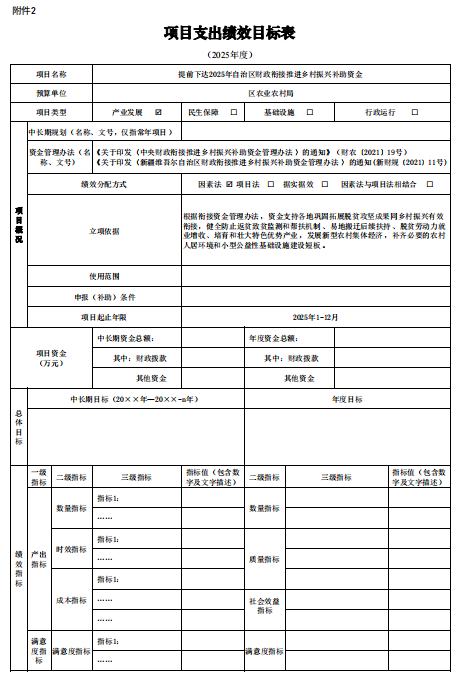 附件2
项目支出绩效目标表
（2025年度）
项目名称 提前下达2025年自治区财政衔接推进乡村振兴补助资金
预算单位 区农业农村局
项目类型 产业发展 ☑ 民生保障 □ 基础设施 □ 行政运行 □
项目概况
中长期规划（名称、文号，仅指常年项目）
资金管理办法（名称、文号）
《关于印发〈中央财政衔接推进乡村振兴补助资金管理办法〉的通知》（财农〔2021〕19号）
《关于印发〈新疆维吾尔自治区财政衔接推进乡村振兴补助资金管理办法〉的通知(新财规〔2021〕11号)
绩效分配方式 因素法 ☑ 项目法 □ 据实据效 □ 因素法与项目法相结合 □
立项依据
根据衔接资金管理办法，资金支持各地巩固拓展脱贫攻坚成果同乡村振兴有效
衔接，健全防止返贫致贫监测和帮扶机制、易地搬迁后续扶持、脱贫劳动力就
业增收、培育和壮大特色优势产业，发展新型农村集体经济，补齐必要的农村
人居环境和小型公益性基础设施建设短板。
使用范围
申报（补助）条件
项目起止年限 2025年1-12月
项目资金
（万元）
中长期资金总额： 年度资金总额：
其中：财政拨款 其中：财政拨款
其他资金 其他资金
总体目标
中长期目标（20××年—20××-n年） 年度目标
绩效指标
一级指标 二级指标 三级指标 指标值（包含数字及文字描述） 二级指标 三级指标 指标值（包含数字及文字描述）
产出指标
数量指标 指标1: 数量指标
……
时效指标 指标1: 质量指标
……
成本指标 指标1: 社会效益指标
……
……
满意度指标 满意度指标 指标1: 满意度指标
……